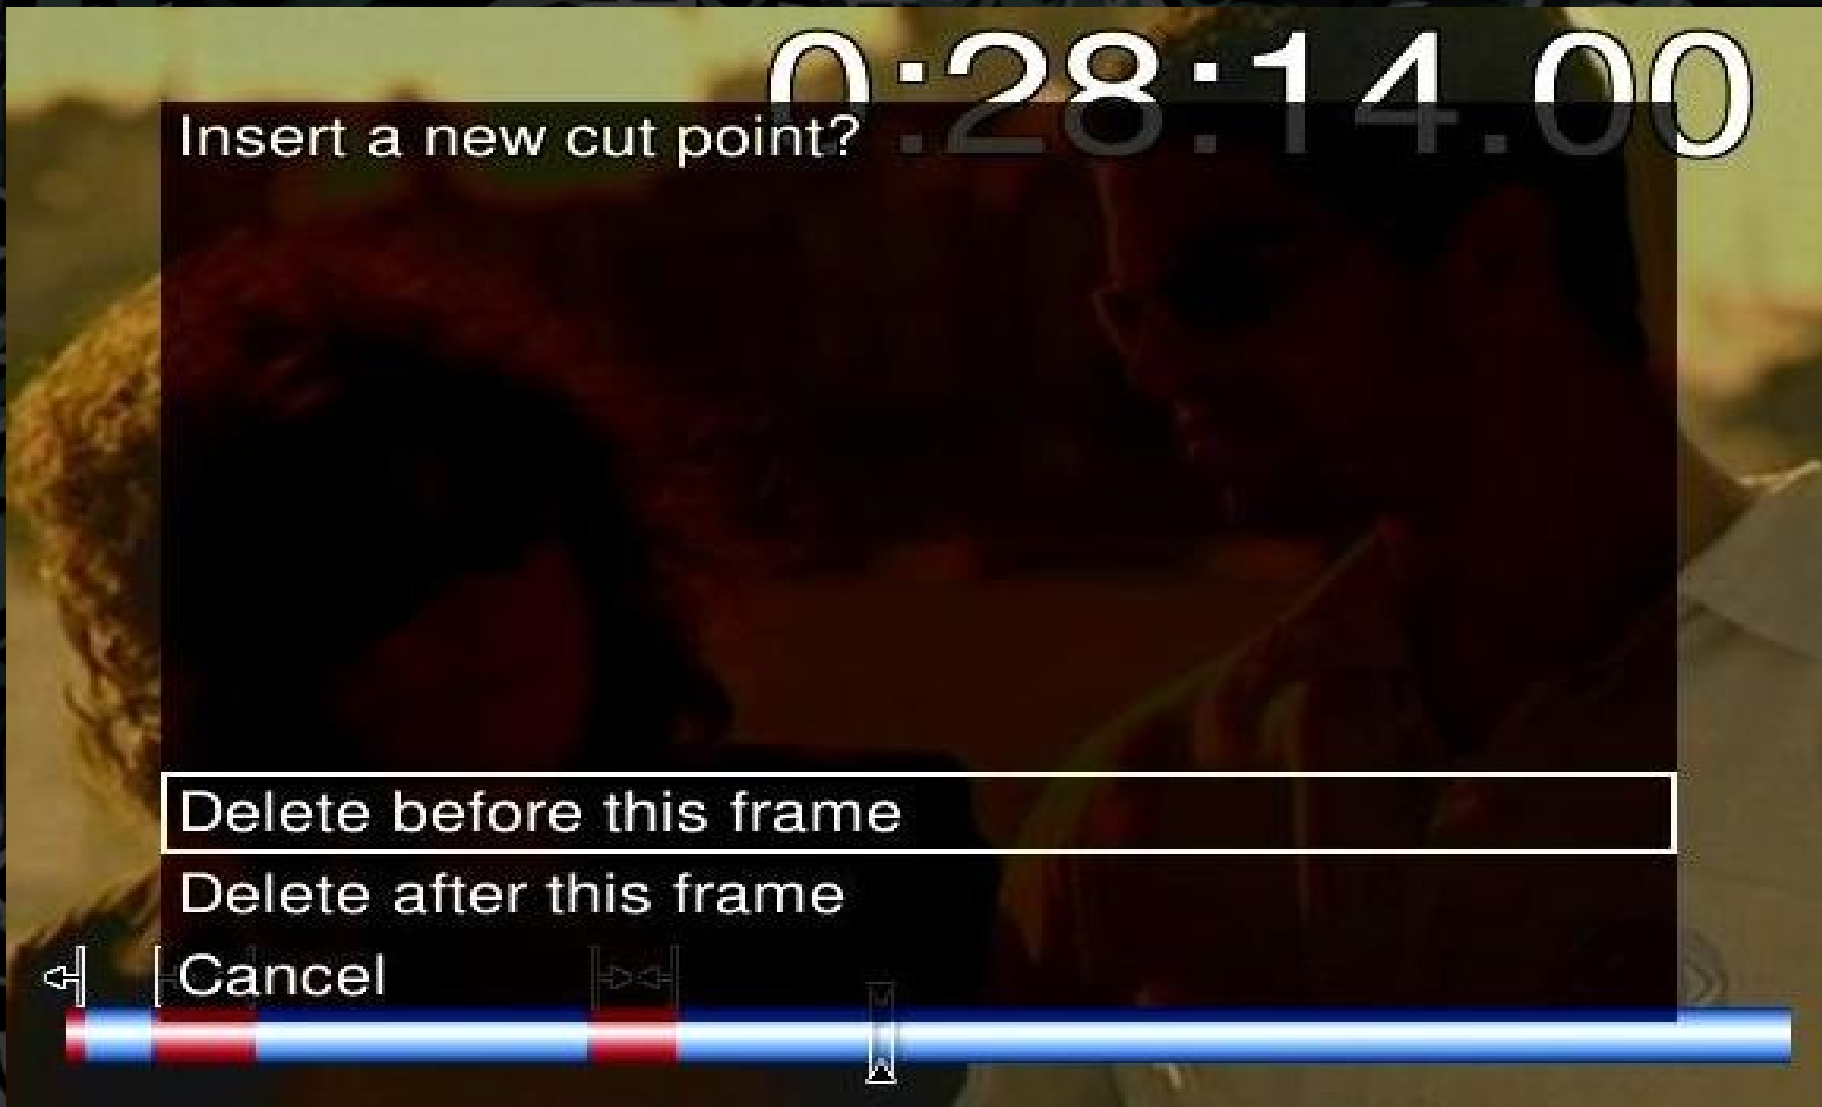 0:28:14.00
Insert a new cut point?
Delete before this frame
Delete after this frame
Cancel